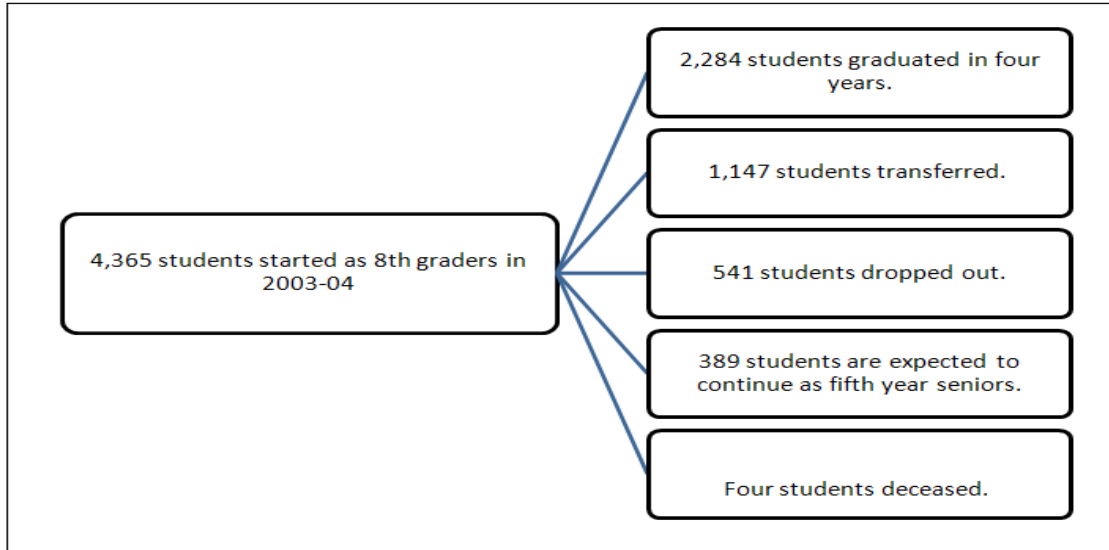 2,284 students graduated in four
years.
1,147 students transferred.
4,365 students started as 8th graders in
2003-04
541 students dropped out.
389 students are expected to
continue as fifth year seniors.
Four students deceased.